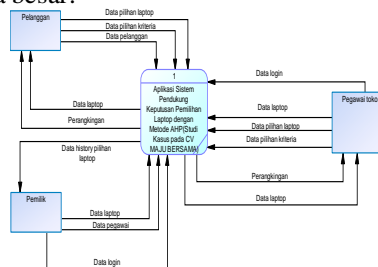 besar.
Pelanggan
Data pilihan laptop
Data pilihan kriteria
Data pelanggan
Data laptop
Perangkingan
1
Aplikasi Sistem
Pendukung
Keputusan Pemilihan
Laptop dengan
Metode AHP(Studi
Kasus pada CV
MAJU BERSAMA)
Data login
Data laptop
Data pilihan laptop
Data pilihan kriteria
Pegawai toko
Perangkingan
Data laptop
Data history pilihan
laptop
Pemilik
Data laptop
Data pegawai
Data login